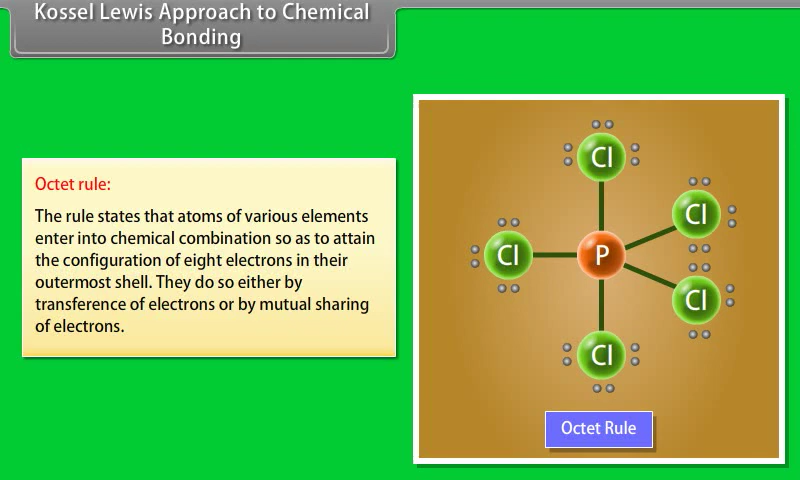 Kossel Lewis Approach to Chemical
Bonding
Octet rule:
The rule states that atoms of various elements
enter into chemical combination so as to attain
the configuration of eight electrons in their
outermost shell. They do so either by
transference of electrons or by mutual sharing
of electrons.
Cl
Cl
Cl
P
Cl
Cl
Octet Rule